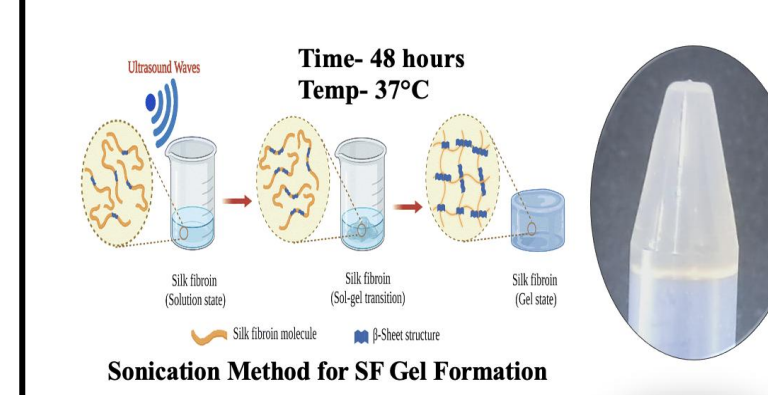 Time- 48 hours
Temp- 37°C
Ultrasound Waves
Silk fibroin
(Solution state)
Silk fibroin
(Sol-gel transition)
Silk fibroin
(Gel state)
Silk fibroin molecule
β-Sheet structure
Sonication Method for SF Gel Formation